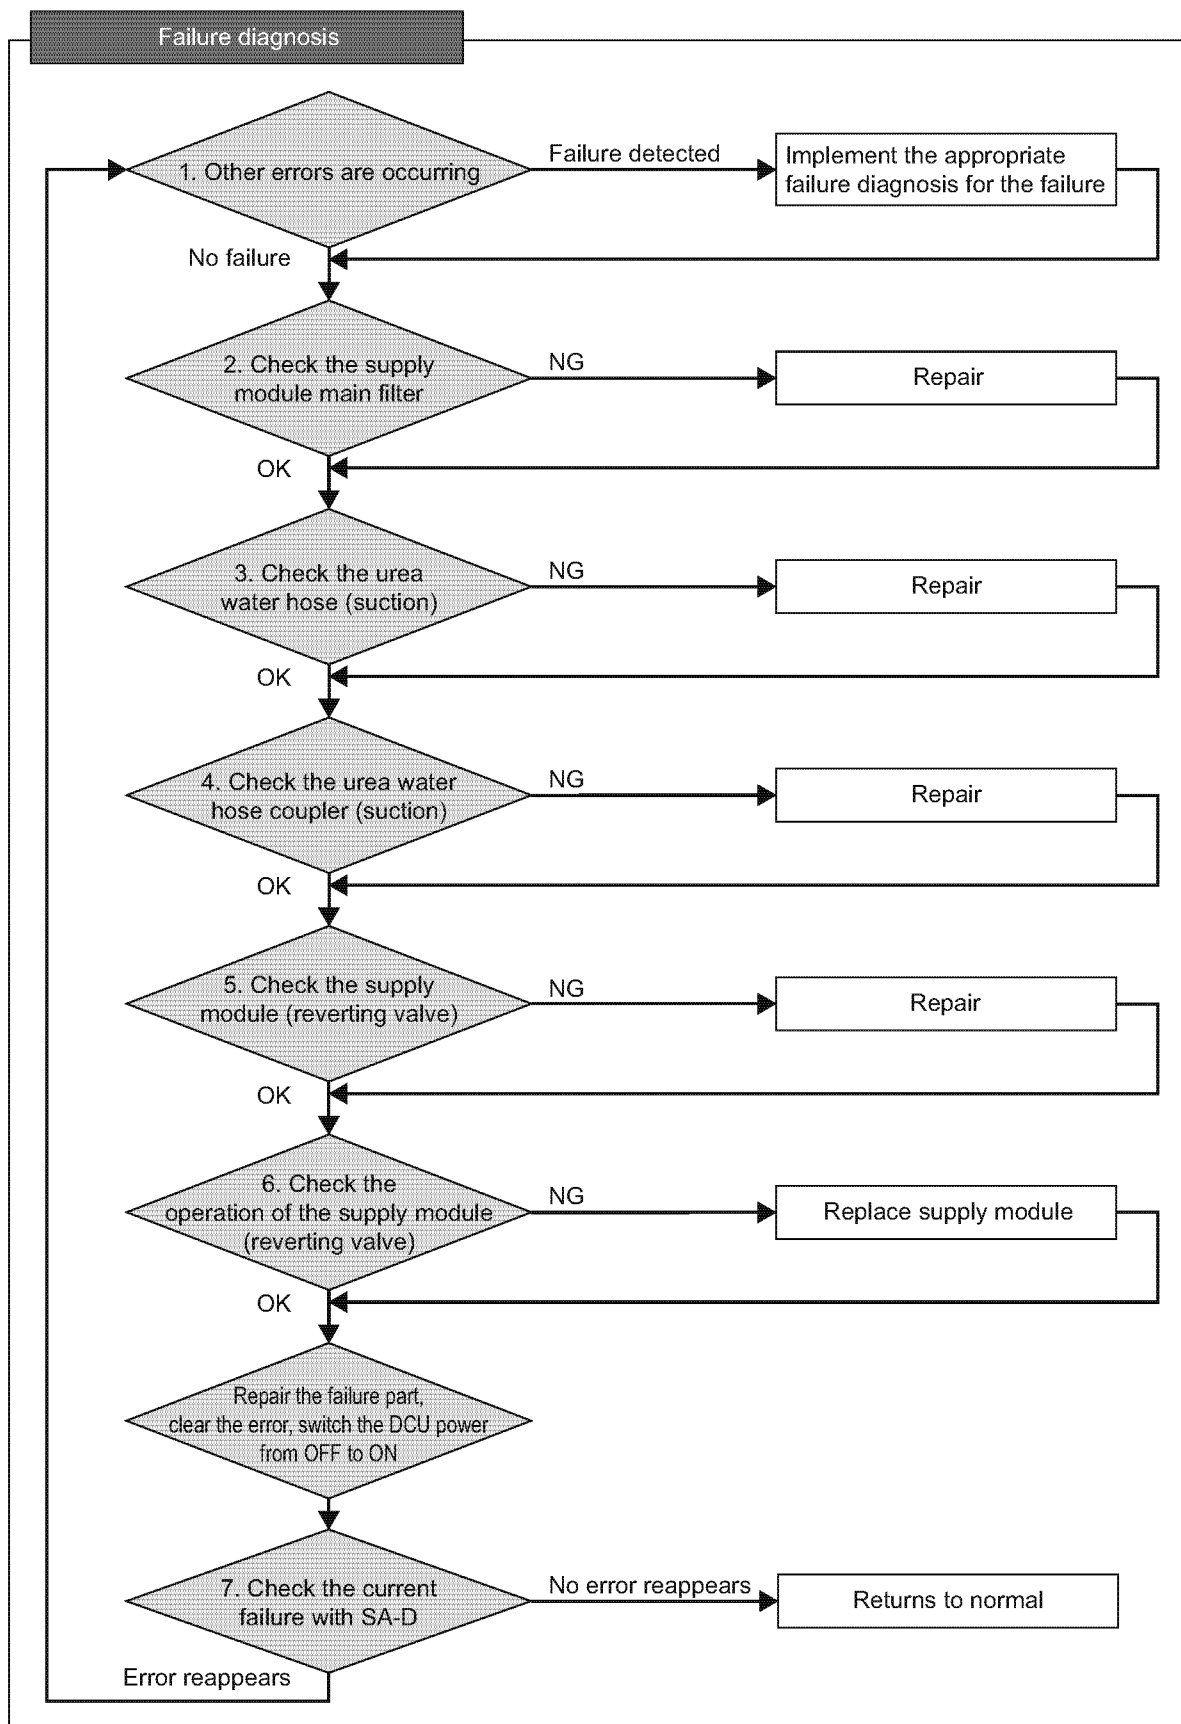 Failure diagnosis
1. Other errors are occurring
Failure detected
Implement the appropriate
failure diagnosis for the failure
No failure
2. Check the supply
module main filter
NG
Repair
OK
3. Check the urea
water hose (suction)
NG
Repair
OK
4. Check the urea water
hose coupler (suction)
NG
Repair
OK
5. Check the supply
module (reverting valve)
NG
Repair
OK
6. Check the
operation of the supply module
(reverting valve)
NG
Replace supply module
OK
Repair the failure part,
clear the error, switch the DCU power
from OFF to ON
7. Check the current
failure with SA-D
No error reappears
Returns to normal
Error reappears